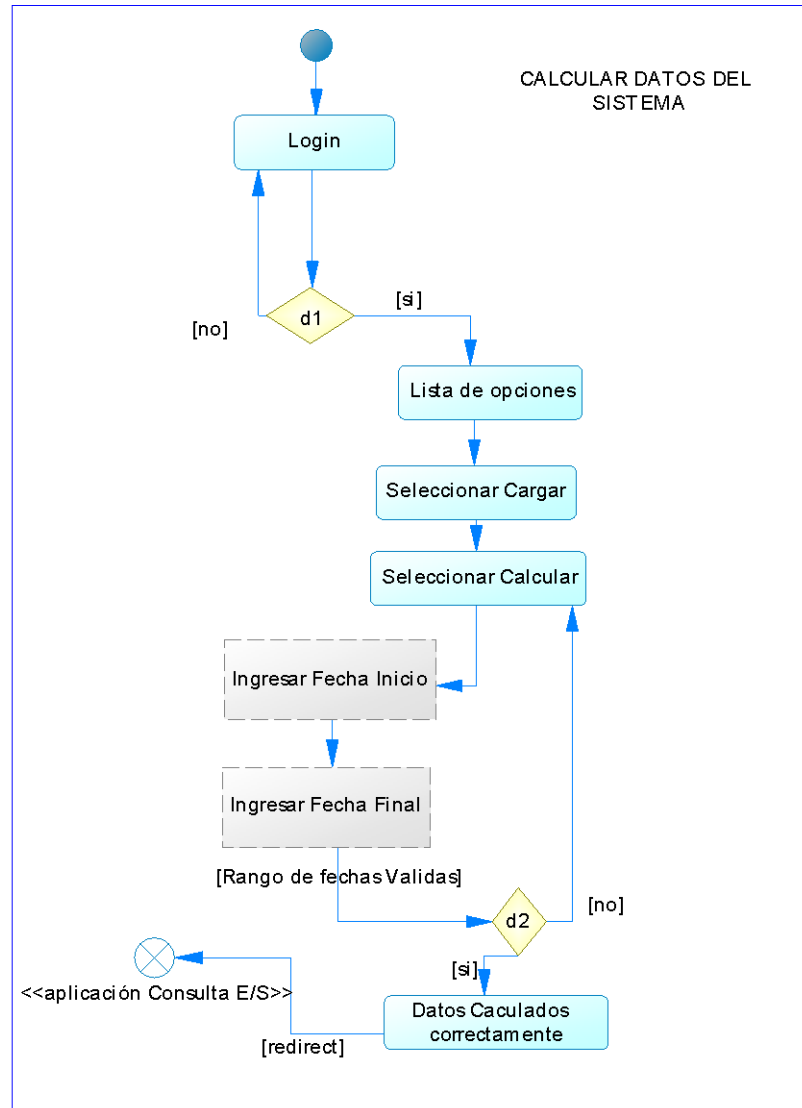 CALCULAR DATOS DEL
SISTEMA
Login
d1
[no]
[si]
Lista de opciones
Seleccionar Cargar
Seleccionar Calcular
Ingresar Fecha Inicio
Ingresar Fecha Final
[Rango de fechas Validas]
d2
[no]
[si]
<<aplicación Consulta E/S>>
Datos Caculados
correctamente
[redirect]